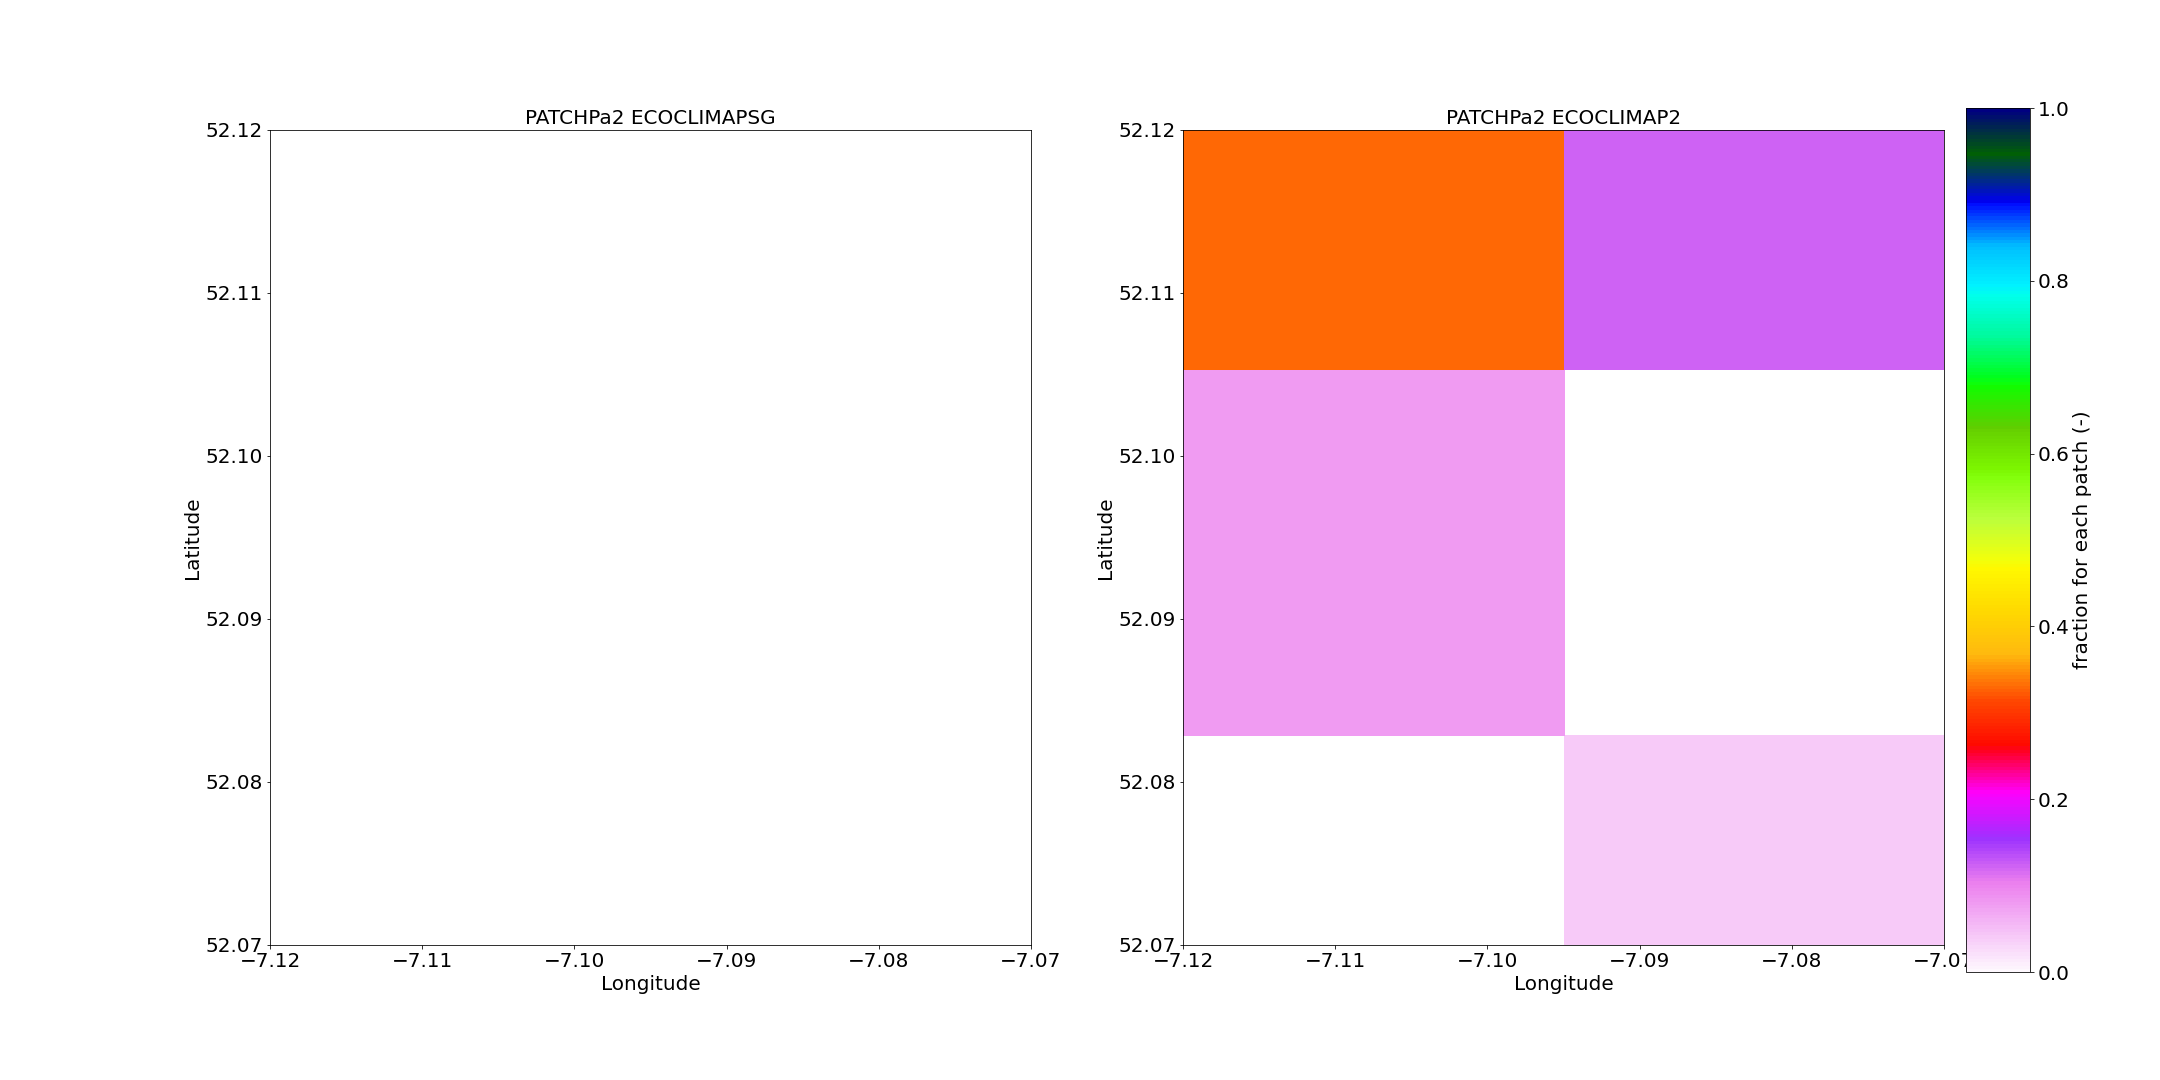 PATCHPa2 ECOCLIMAPSG
52.12
52.11
52.10
52.09
52.08
52.07
Latitude
−7.12 −7.11 −7.10 −7.09 −7.08 −7.07
Longitude
PATCHPa2 ECOCLIMAP2
52.12
52.11
52.10
52.09
52.08
52.07
Latitude
−7.12 −7.11 −7.10 −7.09 −7.08 −7.07
Longitude
1.0
0.8
0.6
0.4
0.2
0.0
fraction for each patch (-)